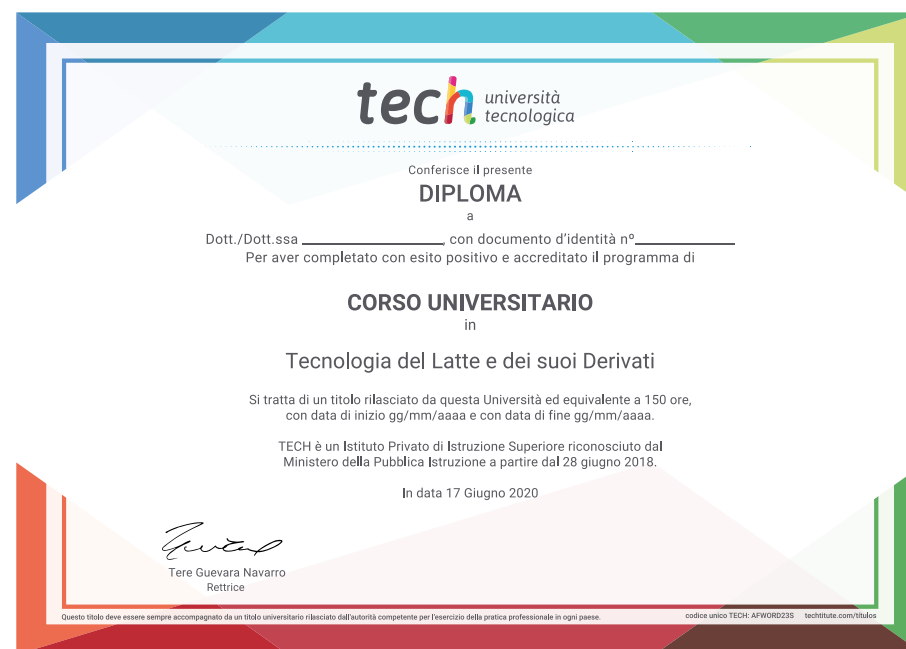 tech università
tecnologica
Conferisce il presente
DIPLOMA
a
Dott./Dott.ssa ____________________, con documento d'identità nº______________
Per aver completato con esito positivo e accreditato il programma di
CORSO UNIVERSITARIO
in
Tecnologia del Latte e dei suoi Derivati
Si tratta di un titolo rilasciato da questa Università ed equivalente a 150 ore,
con data di inizio gg/mm/aaaa e con data di fine gg/mm/aaaa.
TECH è un Istituto Privato di Istruzione Superiore riconosciuto dal
Ministero della Pubblica Istruzione a partire dal 28 giugno 2018.
In data 17 Giugno 2020
Tere Guevara Navarro
Rettrice
Questo titolo deve essere sempre accompagnato da un titolo universitario rilasciato dall'autorità competente per l'esercizio della pratica professionale in ogni paese.
codice unico TECH: AFWORD23S techtitute.com/titulos